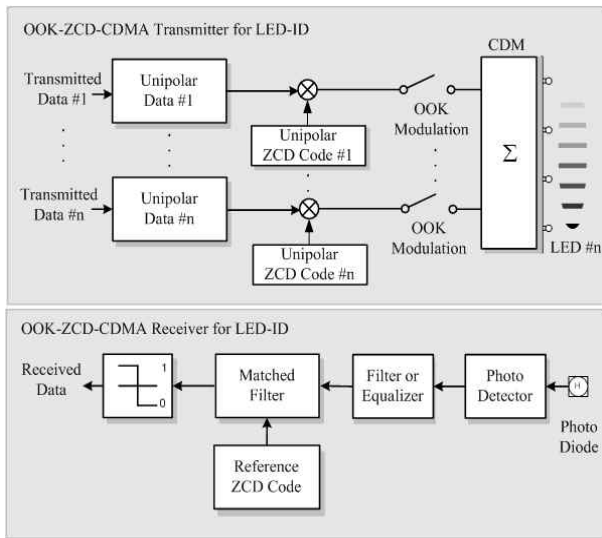 OOK-ZCD-CDMA Transmitter for LED-ID
CDM
Transmitted
Data #1
Unipolar
Data #1
OOK
Modulation
Unipolar
ZCD Code #1
Σ
Transmitted
Data #n
Unipolar
Data #n
OOK
Modulation
Unipolar
ZCD Code #n
LED #n
OOK-ZCD-CDMA Receiver for LED-ID
Received
Data
1
0
Matched
Filter
Filter or
Equalizer
Photo
Detector
H
Photo
Diode
Reference
ZCD Code